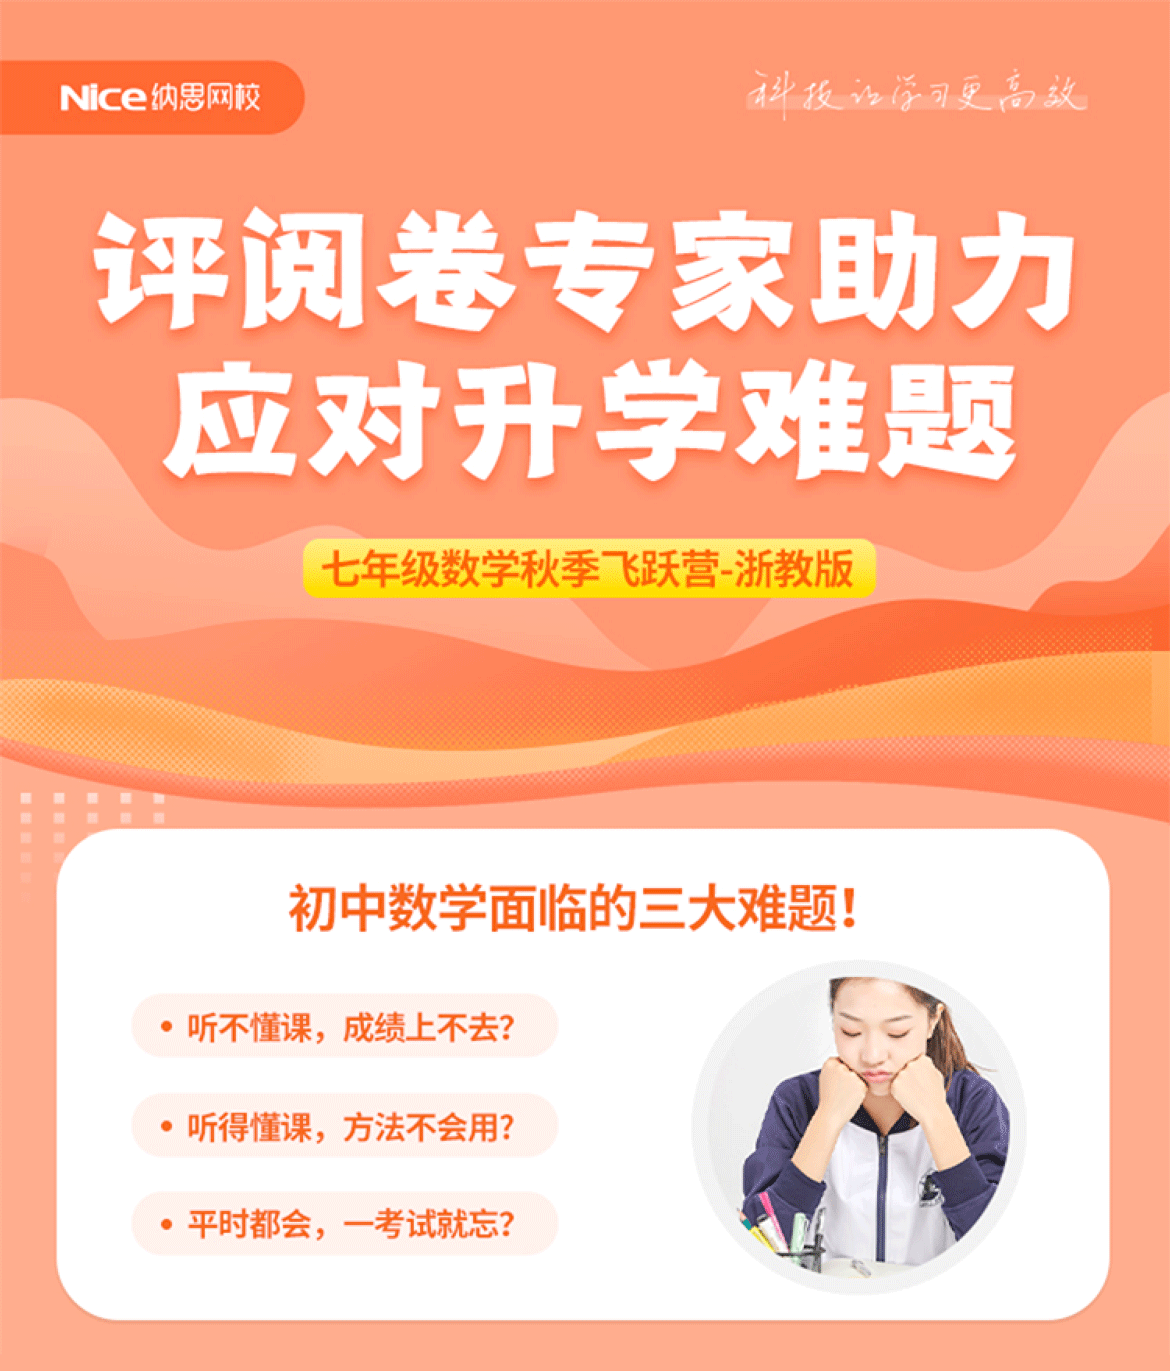 Nice纳思网校
科技让学习更高效
评阅卷专家助力
应对升学难题
七年级数学秋季飞跃营-浙教版
初中数学面临的三大难题！
• 听不懂课，成绩上不去？
• 听得懂课，方法不会用？
• 平时都会，一考试就忘？